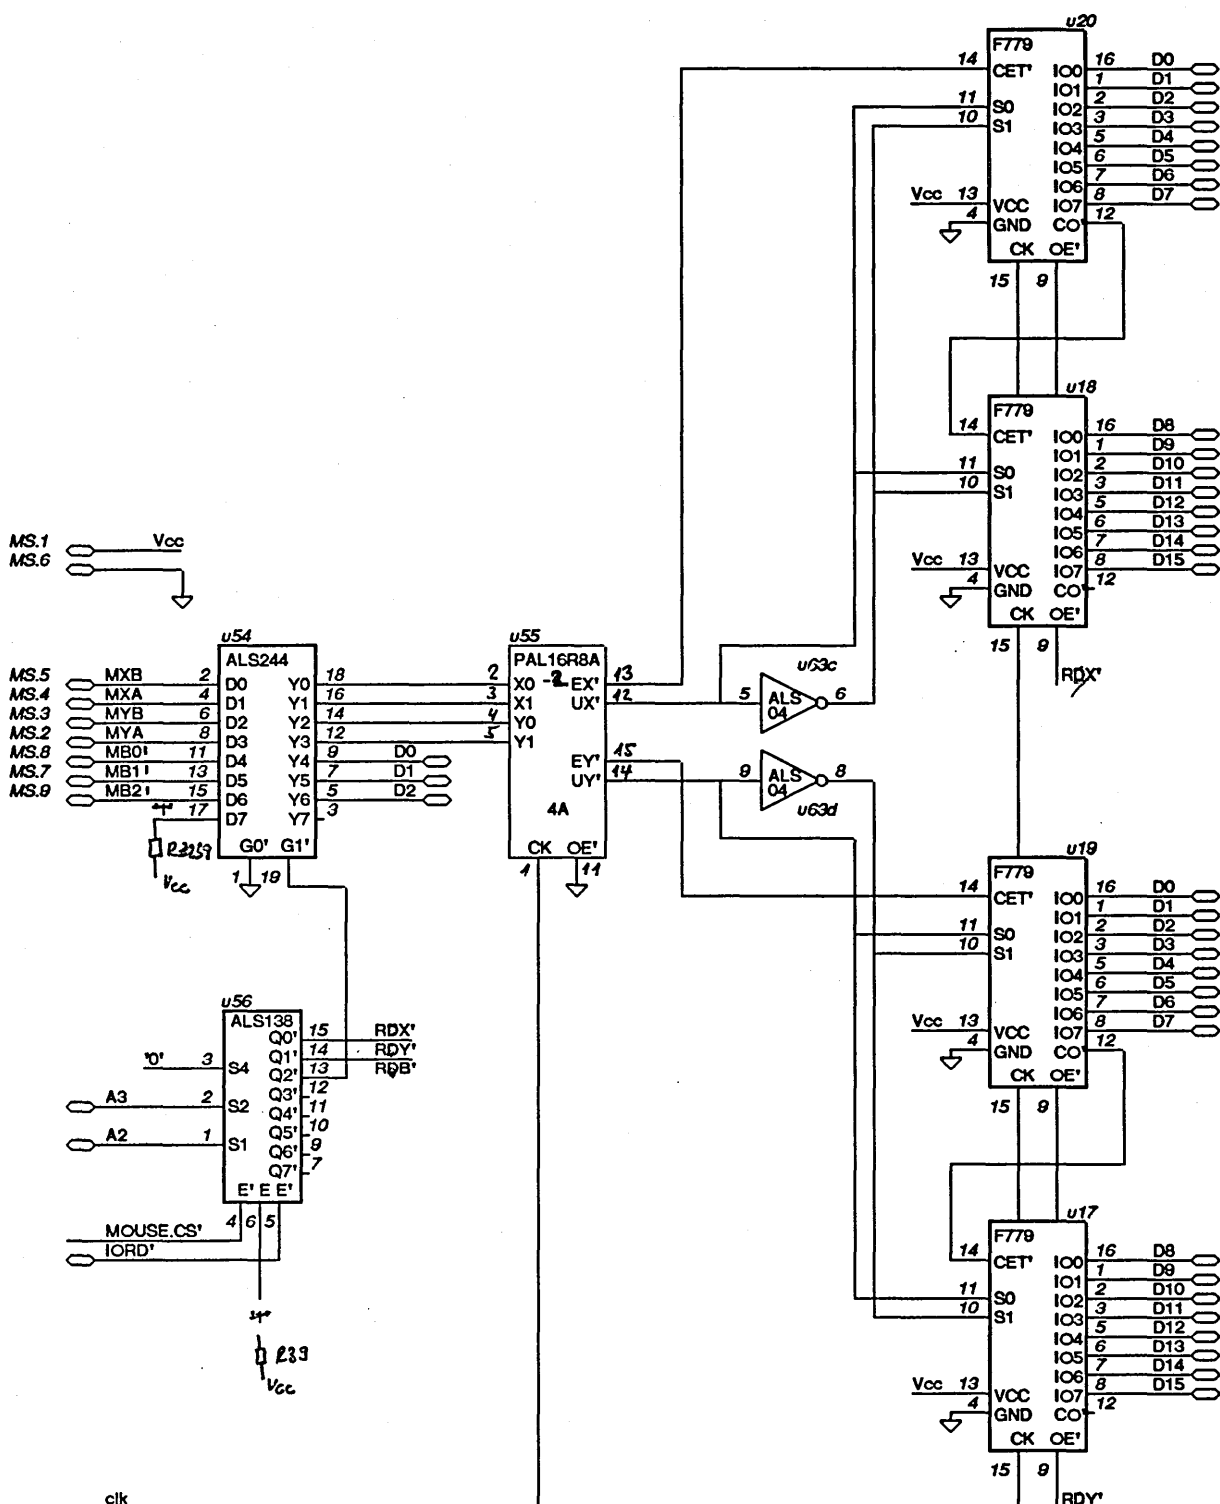 u20
F779
14 CET' IO0 16 D0
IO1 1 D1
11 S0 IO2 2 D2
10 S1 IO3 3 D3
IO4 5 D4
IO5 6 D5
IO6 7 D6
Vcc 13 VCC IO7 8 D7
4 GND CO' 12
CK OE'
15 9
u18
F779
14 CET' IO0 16 D8
IO1 1 D9
11 S0 IO2 2 D10
10 S1 IO3 3 D11
IO4 5 D12
IO5 6 D13
IO6 7 D14
Vcc 13 VCC IO7 8 D15
4 GND CO' 12
CK OE'
15 9
RDX'
MS.1 Vcc
MS.6
u54
ALS244
MS.5 MXB 2 D0 Y0 18
MS.4 MXA 4 D1 Y1 16
MS.3 MYB 6 D2 Y2 14
MS.2 MYA 8 D3 Y3 12
MS.8 MB0' 11 D4 Y4 9 D0
MS.7 MB1' 13 D5 Y5 7 D1
MS.9 MB2' 15 D6 Y6 5 D2
"1" 17 D7 Y7 3
G0' G1'
1 19
Vcc
u55
PAL16R8A
-2
2 X0 EX' 13
3 X1 UX' 12
4 Y0
5 Y1
EY' 15
UY' 14
4A
CK OE'
1 11
u63c
5 ALS 04 6
9 ALS 04 8
u63d
u19
F779
14 CET' IO0 16 D0
IO1 1 D1
11 S0 IO2 2 D2
10 S1 IO3 3 D3
IO4 5 D4
IO5 6 D5
IO6 7 D6
Vcc 13 VCC IO7 8 D7
4 GND CO' 12
CK OE'
15 9
u56
ALS138
Q0' 15 RDX'
Q1' 14 RDY'
'0' 3 S4 Q2' 13 RDB'
Q3' 12
A3 2 S2 Q4' 11
Q5' 10
A2 1 S1 Q6' 9
Q7' 7
E' E E'
4 6 5
MOUSE.CS'
IORD'
"1"
R39
Vcc
u17
F779
14 CET' IO0 16 D8
IO1 1 D9
11 S0 IO2 2 D10
10 S1 IO3 3 D11
IO4 5 D12
IO5 6 D13
IO6 7 D14
Vcc 13 VCC IO7 8 D15
4 GND CO' 12
CK OE'
15 9
clk
RDY'